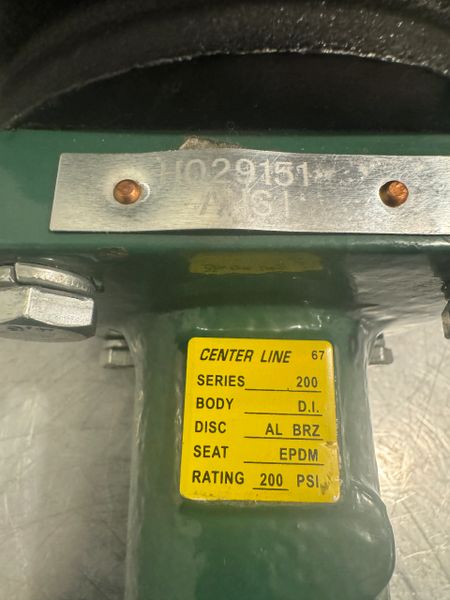 H029151
CENTER LINE 67
SERIES 200
BODY D.I.
DISC AL BRZ
SEAT EPDM
RATING 200 PSI